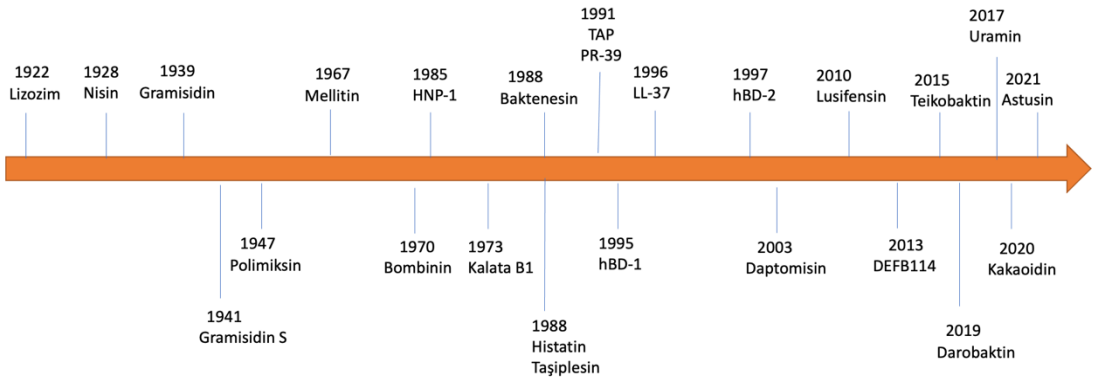 1922
Lizozim
1928
Nisin
1939
Gramisidin
1967
Mellitin
1985
HNP-1
1988
Baktenesin
1991
TAP
PR-39
1996
LL-37
1997
hBD-2
2010
Lusifensin
2015
Teikobaktin
2017
Uramin
2021
Astusin
1941
Gramisidin S
1947
Polimiksin
1970
Bombinin
1973
Kalata B1
1988
Histatin
Taşiplesin
1995
hBD-1
2003
Daptomisin
2013
DEFB114
2019
Darobaktin
2020
Kakaoidin